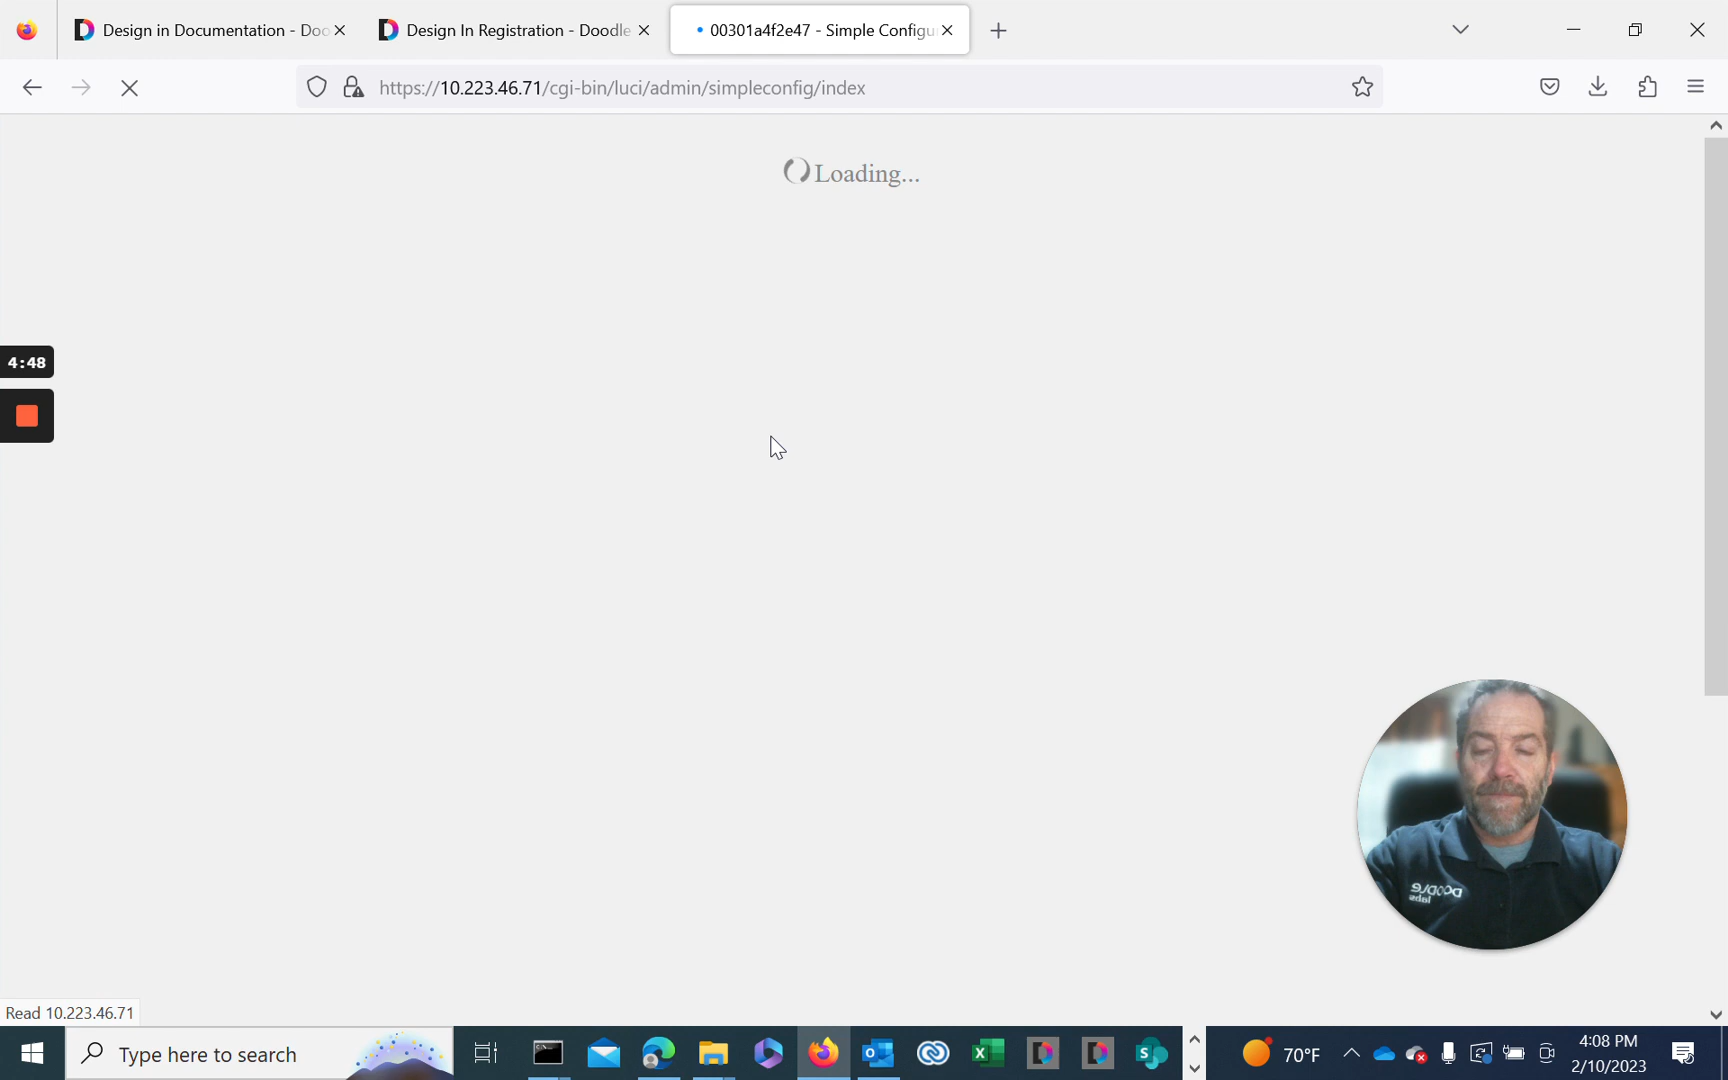 Design in Documentation - Doo
Design In Registration - Doodle
00301a4f2e47 - Simple Configu
https://10.223.46.71/cgi-bin/luci/admin/simpleconfig/index
Loading...
4:48
DOODLE
labs
Read 10.223.46.71
Type here to search
70°F
4:08 PM
2/10/2023